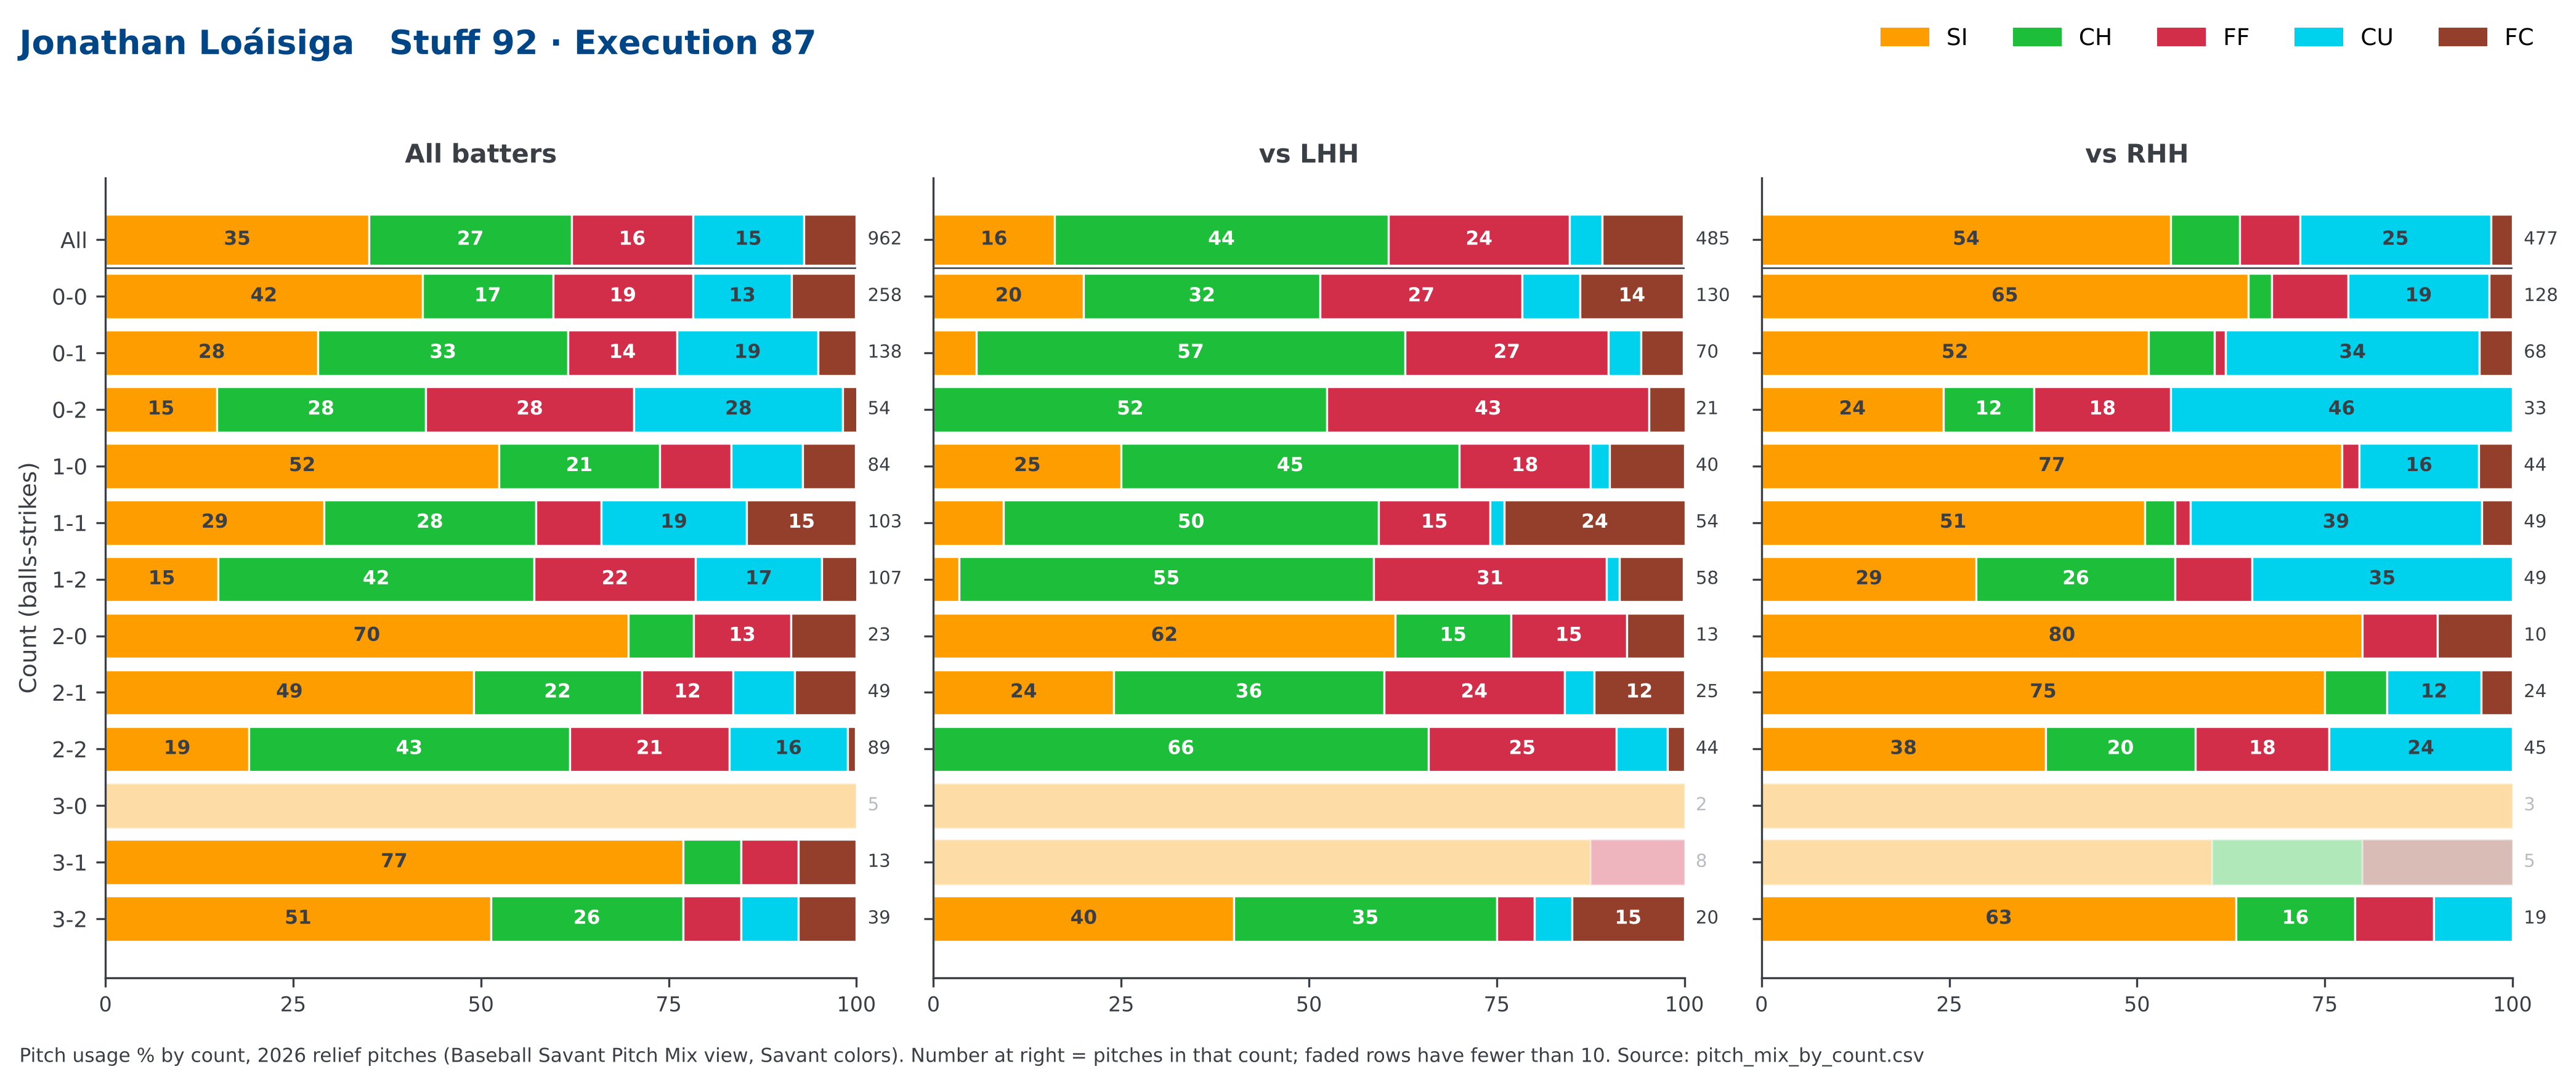 Jonathan Loáisiga   Stuff 92 · Execution 87
SI CH FF CU FC
All batters
vs LHH
vs RHH
Count (balls-strikes)
All 35 27 16 15 962 16 44 24 485 54 25 477
0-0 42 17 19 13 258 20 32 27 14 130 65 19 128
0-1 28 33 14 19 138 57 27 70 52 34 68
0-2 15 28 28 28 54 52 43 21 24 12 18 46 33
1-0 52 21 84 25 45 18 40 77 16 44
1-1 29 28 19 15 103 50 15 24 54 51 39 49
1-2 15 42 22 17 107 55 31 58 29 26 35 49
2-0 70 13 23 62 15 15 13 80 10
2-1 49 22 12 49 24 36 24 12 25 75 12 24
2-2 19 43 21 16 89 66 25 44 38 20 18 24 45
3-0 5 2 3
3-1 77 13 8 5
3-2 51 26 39 40 35 15 20 63 16 19
0 25 50 75 100 0 25 50 75 100 0 25 50 75 100
Pitch usage % by count, 2026 relief pitches (Baseball Savant Pitch Mix view, Savant colors). Number at right = pitches in that count; faded rows have fewer than 10. Source: pitch_mix_by_count.csv